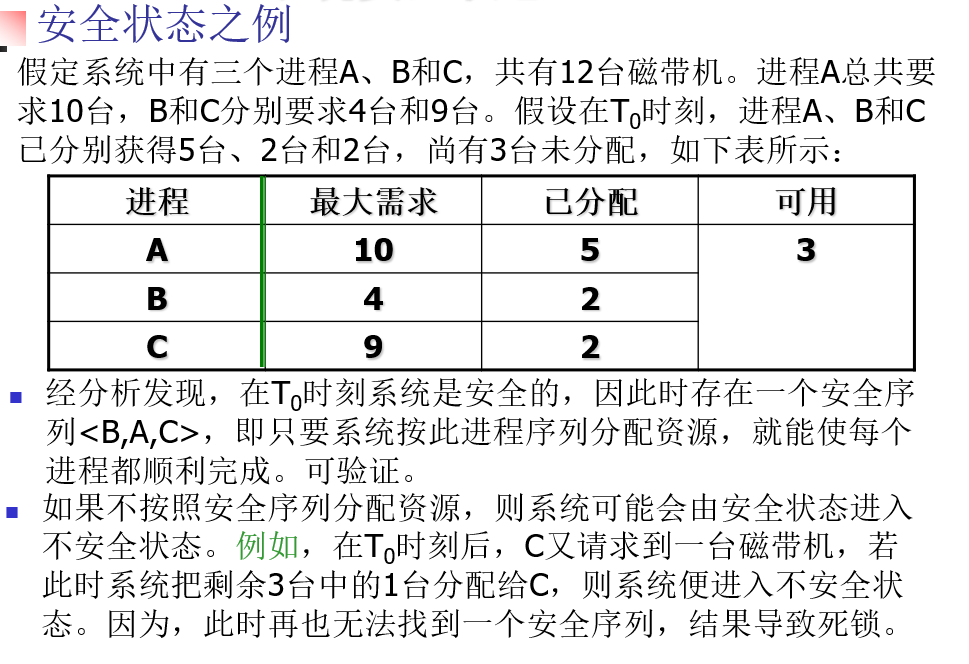 安全状态之例
假定系统中有三个进程A、B和C，共有12台磁带机。进程A总共要
求10台，B和C分别要求4台和9台。假设在T0时刻，进程A、B和C
已分别获得5台、2台和2台，尚有3台未分配，如下表所示：
进程 最大需求 已分配 可用
A 10 5 3
B 4 2
C 9 2
经分析发现，在T0时刻系统是安全的，因此时存在一个安全序
列<B,A,C>，即只要系统按此进程序列分配资源，就能使每个
进程都顺利完成。可验证。
如果不按照安全序列分配资源，则系统可能会由安全状态进入
不安全状态。例如，在T0时刻后，C又请求到一台磁带机，若
此时系统把剩余3台中的1台分配给C，则系统便进入不安全状
态。因为，此时再也无法找到一个安全序列，结果导致死锁。